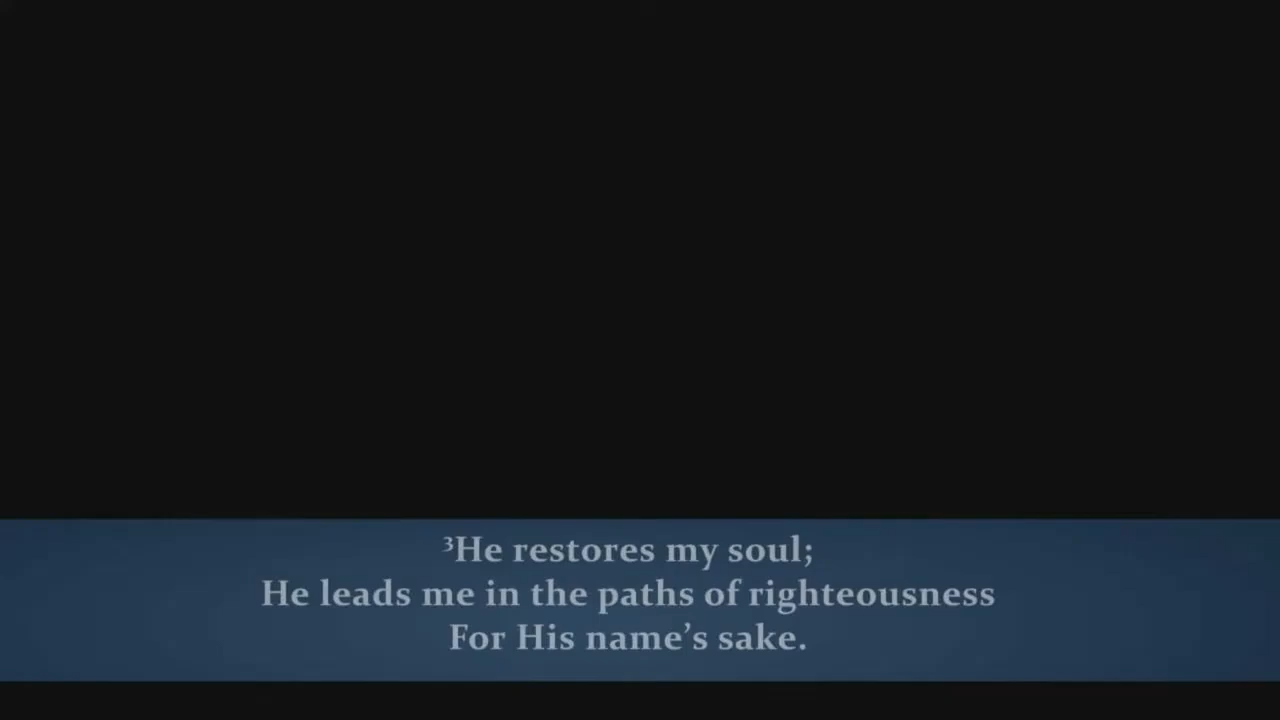 ³He restores my soul;
He leads me in the paths of righteousness
For His name’s sake.